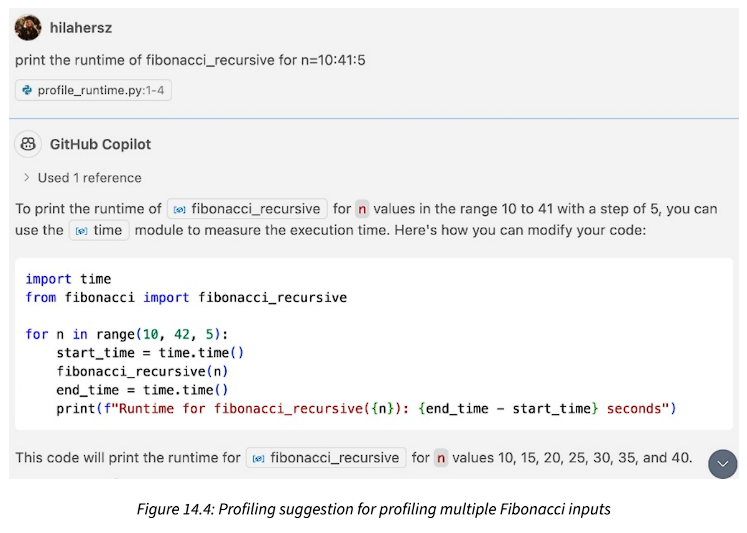 hilahersz
print the runtime of fibonacci_recursive for n=10:41:5
profile_runtime.py:1-4
GitHub Copilot
Used 1 reference
To print the runtime of fibonacci_recursive for n values in the range 10 to 41 with a step of 5, you can
use the time module to measure the execution time. Here's how you can modify your code:
import time
from fibonacci import fibonacci_recursive
for n in range(10, 42, 5):
    start_time = time.time()
    fibonacci_recursive(n)
    end_time = time.time()
    print(f"Runtime for fibonacci_recursive({n}): {end_time - start_time} seconds")
This code will print the runtime for fibonacci_recursive for n values 10, 15, 20, 25, 30, 35, and 40.
Figure 14.4: Profiling suggestion for profiling multiple Fibonacci inputs